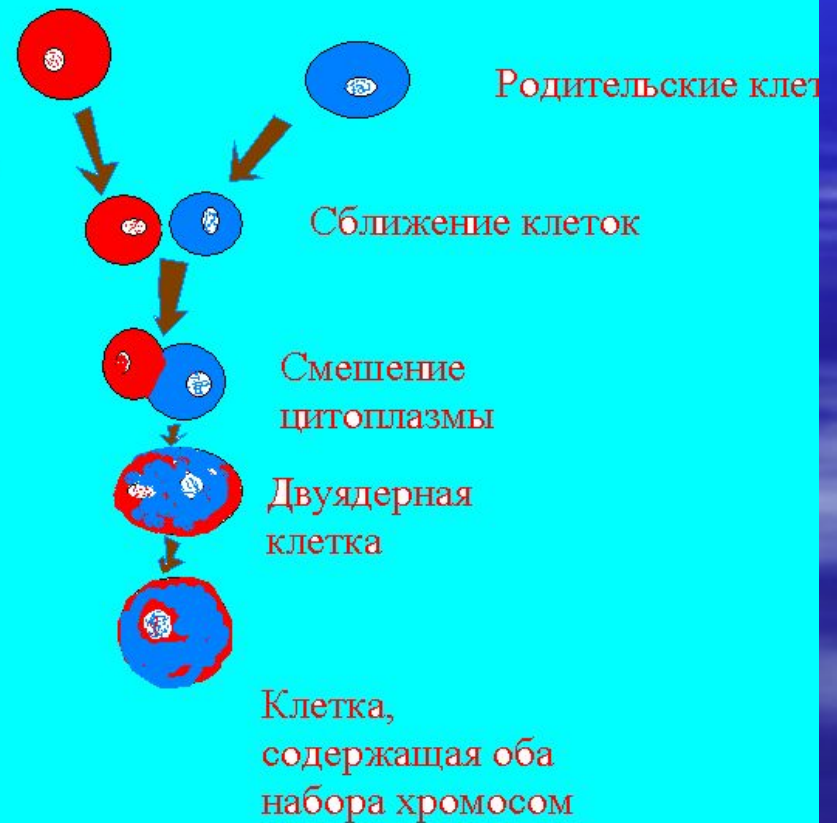 Родительские клет
Сближение клеток
Смешение
цитоплазмы
Двуядерная
клетка
Клетка,
содержащая оба
набора хромосом